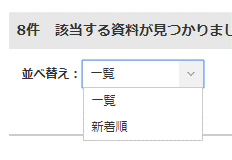 8件　該当する資料が見つかりまし
並べ替え：　一覧
一覧
新着順